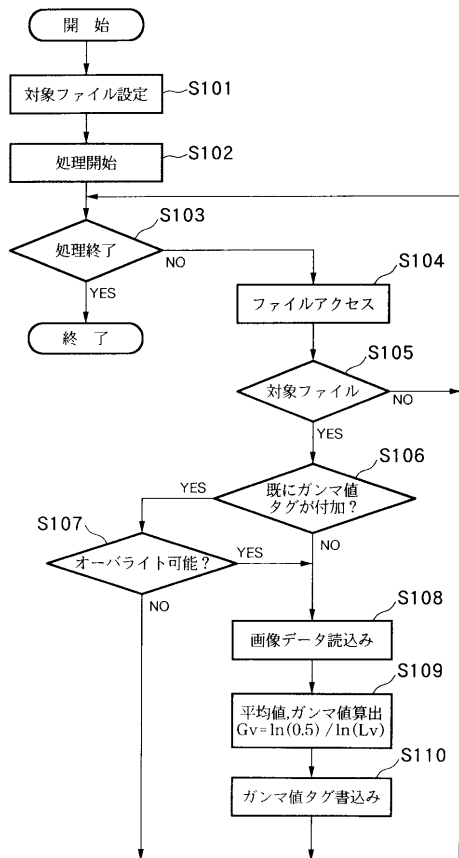 開 始
対象ファイル設定
S101
処理開始
S102
S103
処理終了
NO
YES
終 了
S104
ファイルアクセス
S105
対象ファイル
NO
YES
S106
既にガンマ値
タグが付加？
YES
NO
S107
オーバライト可能？
YES
NO
S108
画像データ読込み
S109
平均値,ガンマ値算出
Gv=ln(0.5)/ln(Lv)
S110
ガンマ値タグ書込み